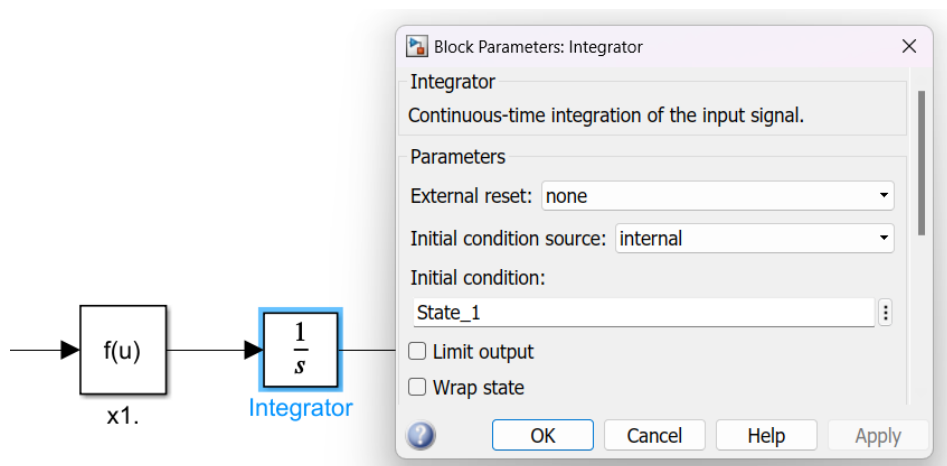 Block Parameters: Integrator
Integrator
Continuous-time integration of the input signal.
Parameters
External reset: none
Initial condition source: internal
Initial condition:
State_1
Limit output
Wrap state
OK Cancel Help Apply
f(u)
x1.
1
s
Integrator